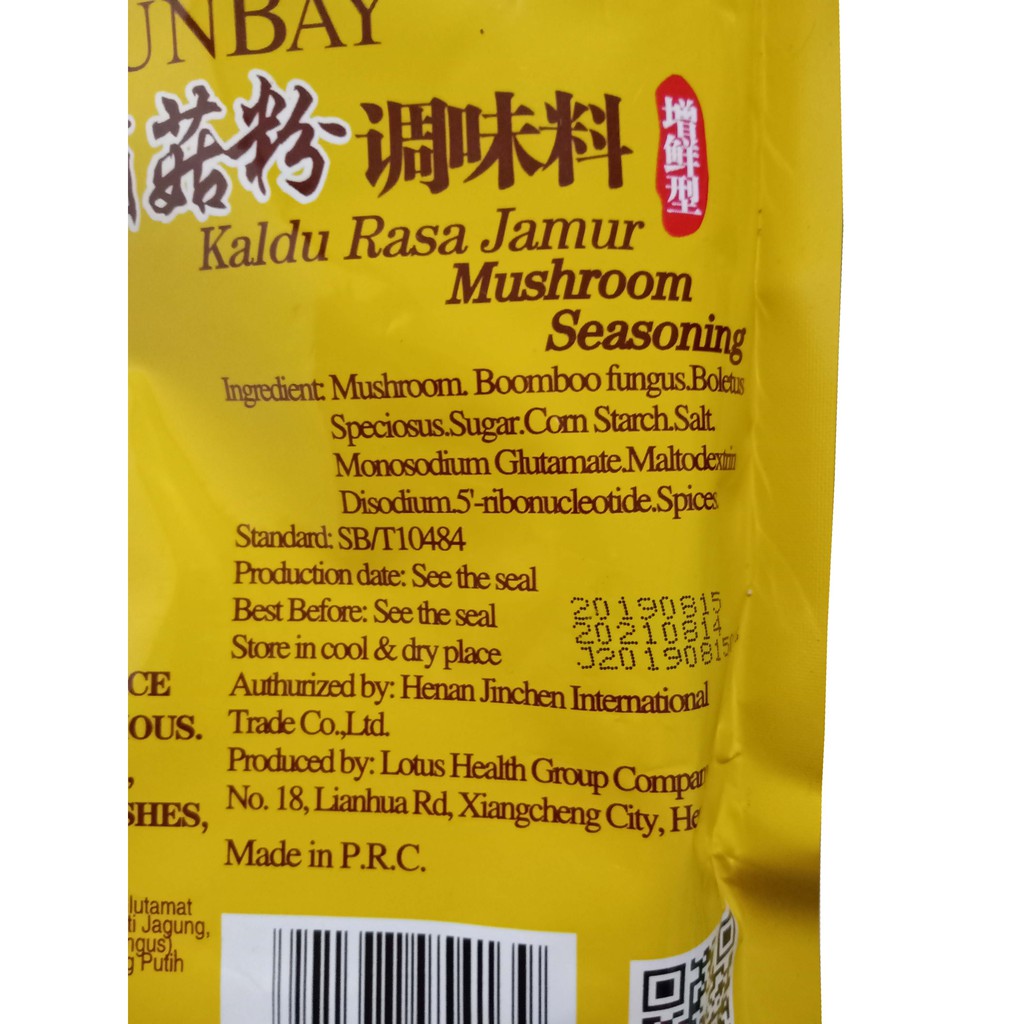 UNBAY
菇粉 调味料
增鲜型
Kaldu Rasa Jamur
Mushroom
Seasoning
Ingredient: Mushroom. Boomboo fungus.Boletus
Speciosus.Sugar.Corn Starch.Salt.
Monosodium Glutamate.Maltodextrin
Disodium.5'-ribonucleotide.Spices
Standard: SB/T10484
Production date: See the seal
Best Before: See the seal
Store in cool & dry place
20190815
20210814
J20190815
Authurized by: Henan Jinchen International
Trade Co.,Ltd.
Produced by: Lotus Health Group Compan
No. 18, Lianhua Rd, Xiangcheng City, He
Made in P.R.C.
CE
OUS.
,
SHES,
lutamat
ti Jagung,
ngus),
g Putih